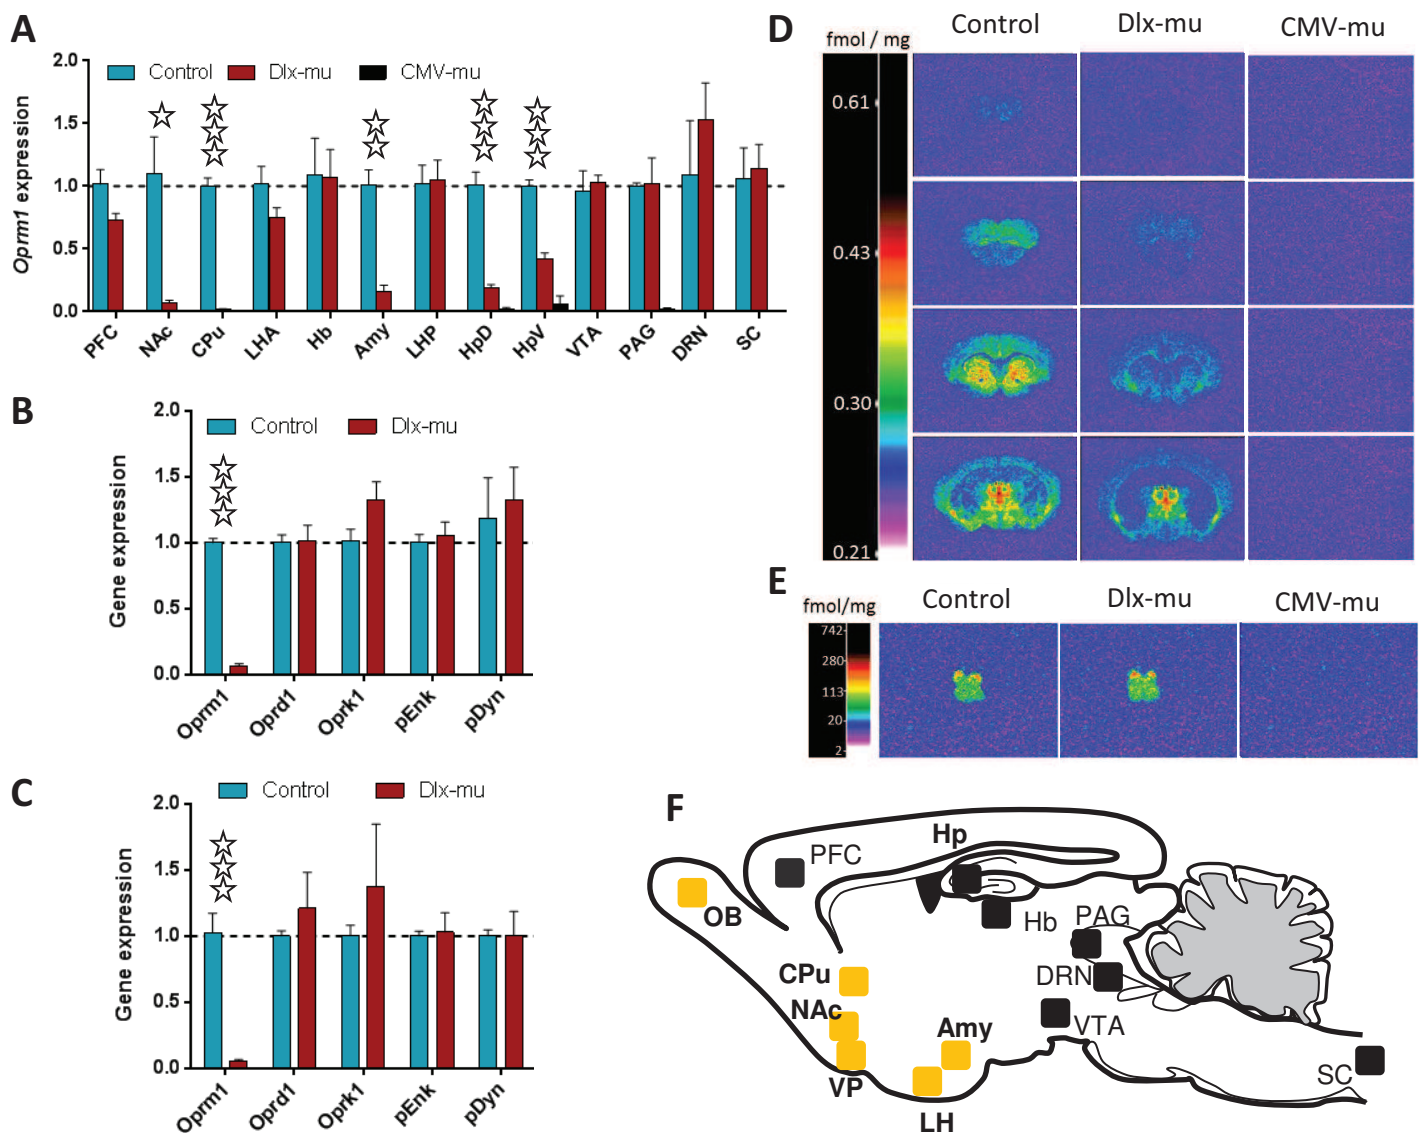 A
Control Dlx-mu CMV-mu
Oprm1 expression
2.0
1.5
1.0
0.5
0.0
PFC NAc CPu LHA Hb Amy LHP HpD HpV VTA PAG DRN SC
B
Control Dlx-mu
Gene expression
2.0
1.5
1.0
0.5
0.0
Oprm1 Oprd1 Oprk1 pEnk pDyn
C
Control Dlx-mu
Gene expression
2.0
1.5
1.0
0.5
0.0
Oprm1 Oprd1 Oprk1 pEnk pDyn
D
fmol / mg
Control Dlx-mu CMV-mu
0.61
0.43
0.30
0.21
E
fmol/mg
Control Dlx-mu CMV-mu
742
280
113
20
2
F
Hp
PFC
OB
Hb
PAG
CPu
DRN
NAc
Amy
VTA
VP
SC
LH